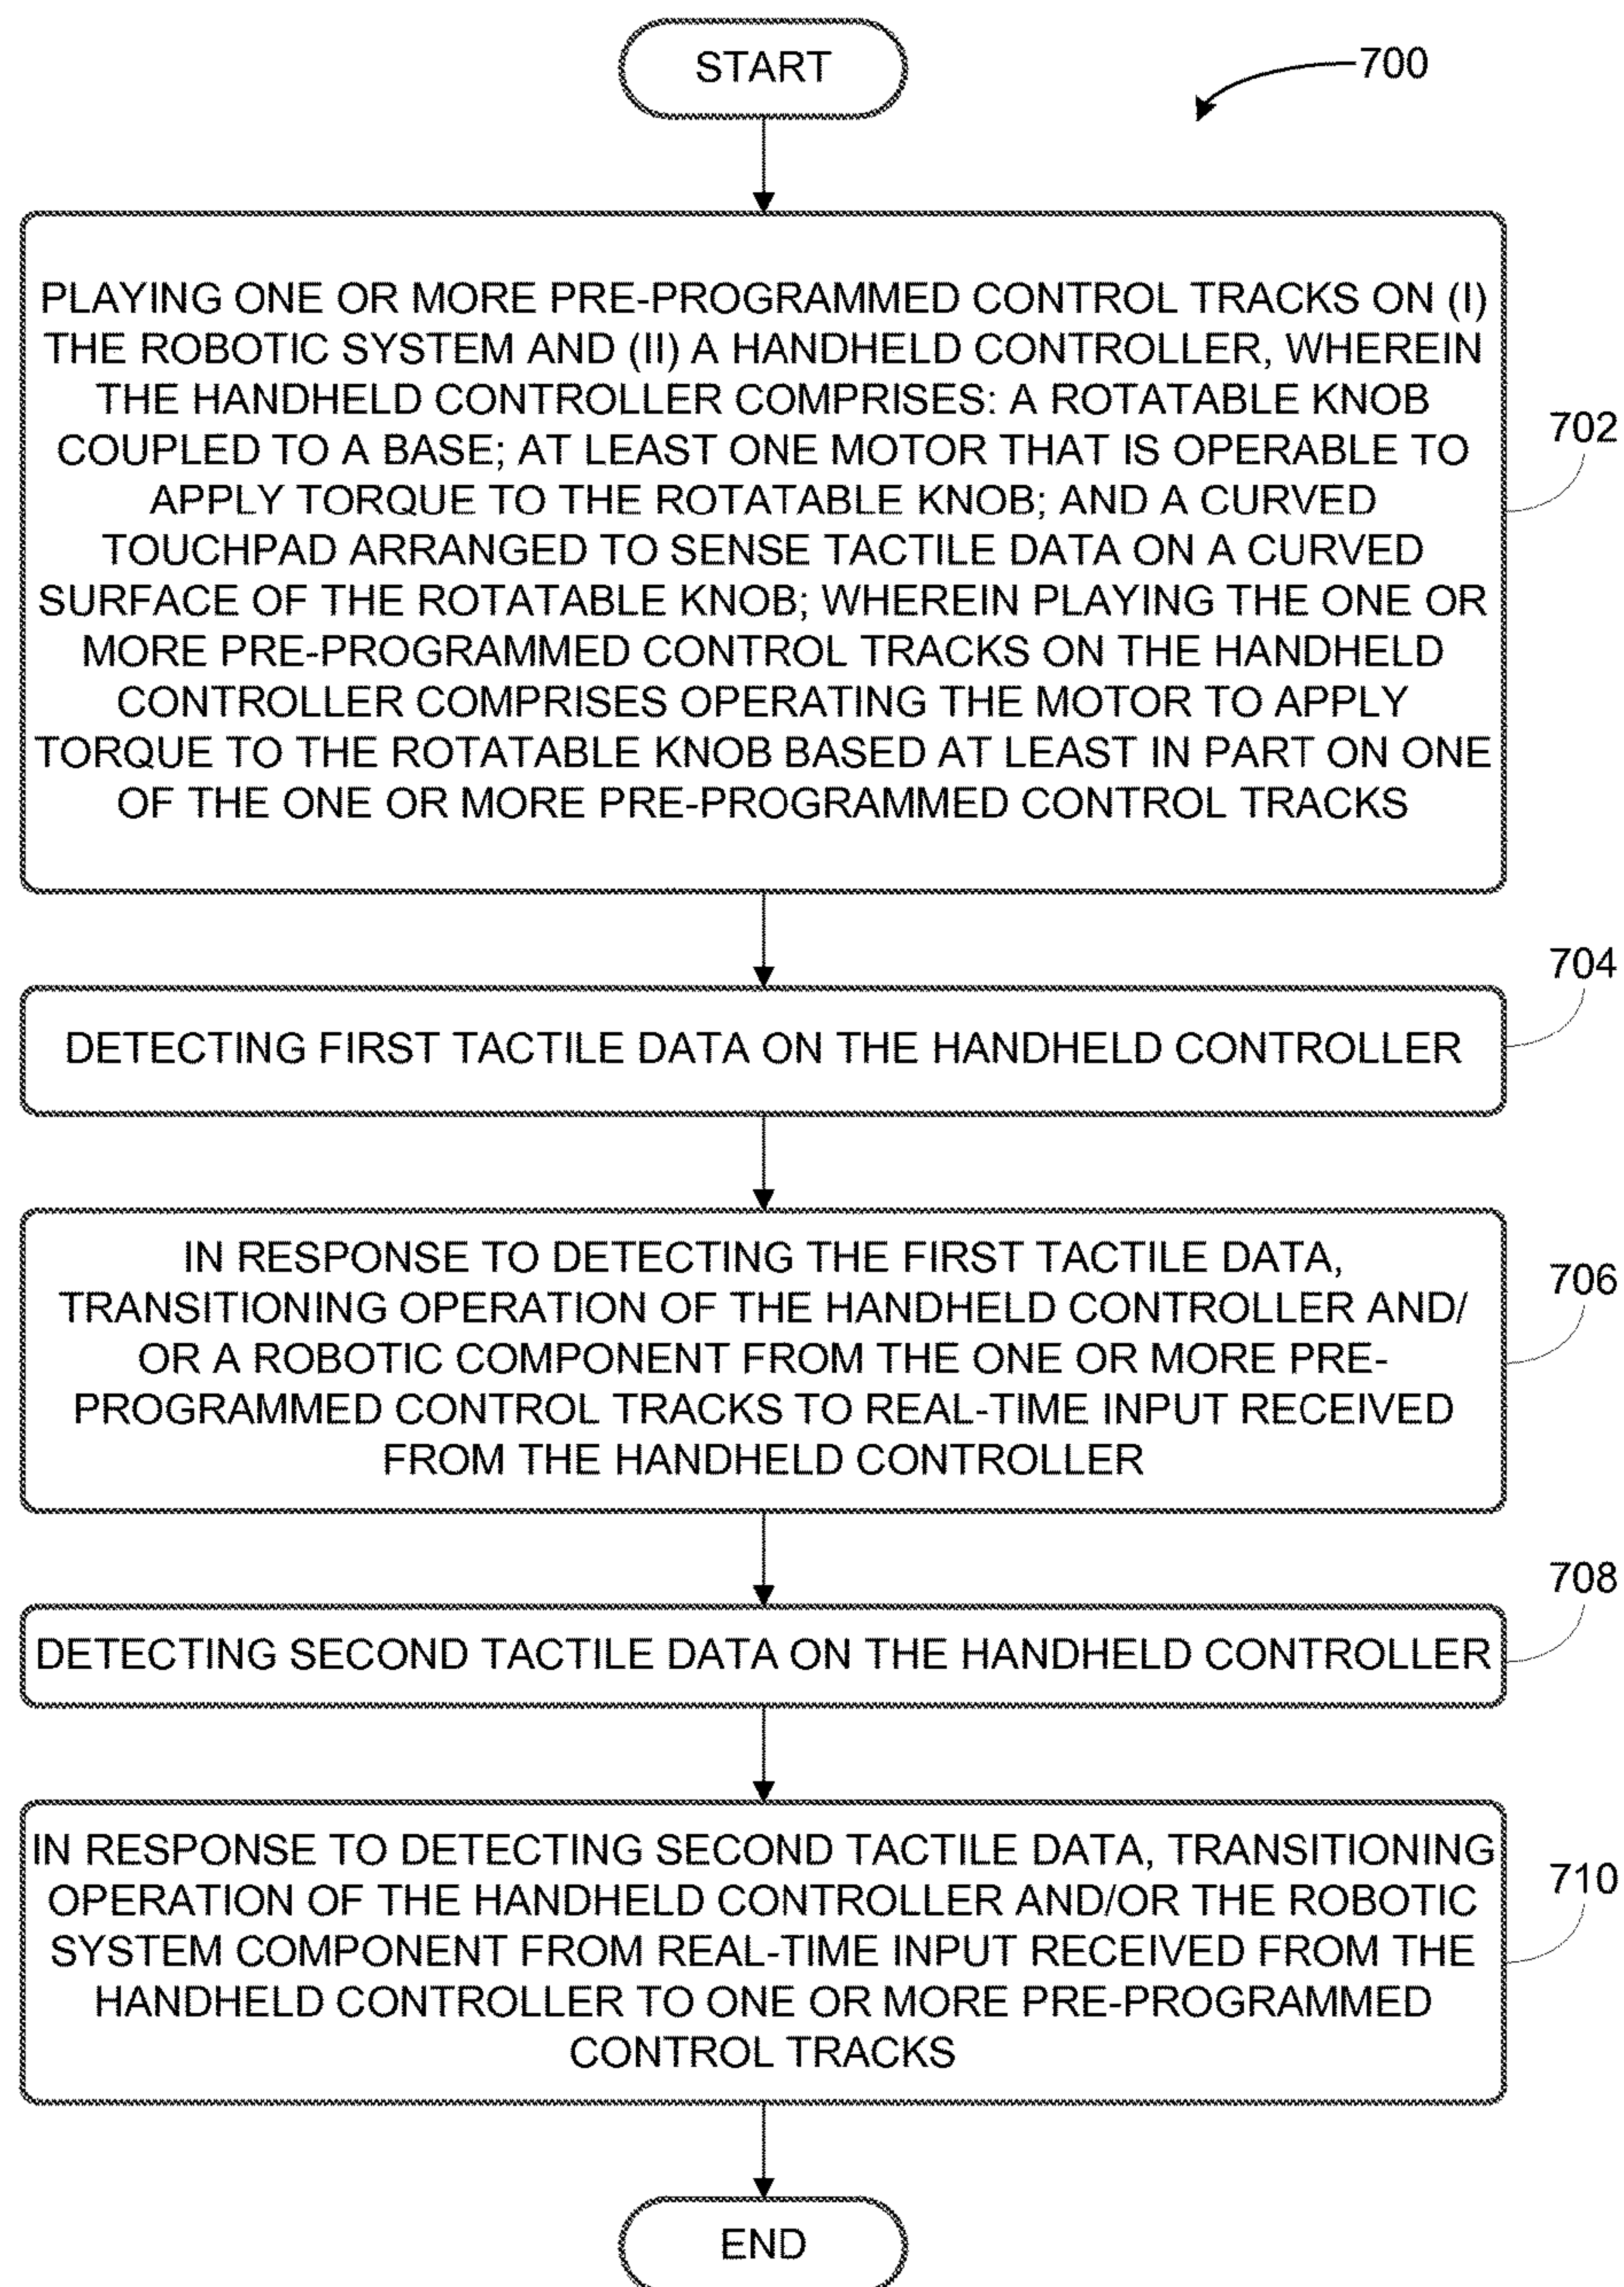 START
700
PLAYING ONE OR MORE PRE-PROGRAMMED CONTROL TRACKS ON (I)
THE ROBOTIC SYSTEM AND (II) A HANDHELD CONTROLLER, WHEREIN
THE HANDHELD CONTROLLER COMPRISES: A ROTATABLE KNOB
COUPLED TO A BASE; AT LEAST ONE MOTOR THAT IS OPERABLE TO
APPLY TORQUE TO THE ROTATABLE KNOB; AND A CURVED
TOUCHPAD ARRANGED TO SENSE TACTILE DATA ON A CURVED
SURFACE OF THE ROTATABLE KNOB; WHEREIN PLAYING THE ONE OR
MORE PRE-PROGRAMMED CONTROL TRACKS ON THE HANDHELD
CONTROLLER COMPRISES OPERATING THE MOTOR TO APPLY
TORQUE TO THE ROTATABLE KNOB BASED AT LEAST IN PART ON ONE
OF THE ONE OR MORE PRE-PROGRAMMED CONTROL TRACKS
702
DETECTING FIRST TACTILE DATA ON THE HANDHELD CONTROLLER
704
IN RESPONSE TO DETECTING THE FIRST TACTILE DATA,
TRANSITIONING OPERATION OF THE HANDHELD CONTROLLER AND/
OR A ROBOTIC COMPONENT FROM THE ONE OR MORE PRE-
PROGRAMMED CONTROL TRACKS TO REAL-TIME INPUT RECEIVED
FROM THE HANDHELD CONTROLLER
706
DETECTING SECOND TACTILE DATA ON THE HANDHELD CONTROLLER
708
IN RESPONSE TO DETECTING SECOND TACTILE DATA, TRANSITIONING
OPERATION OF THE HANDHELD CONTROLLER AND/OR THE ROBOTIC
SYSTEM COMPONENT FROM REAL-TIME INPUT RECEIVED FROM THE
HANDHELD CONTROLLER TO ONE OR MORE PRE-PROGRAMMED
CONTROL TRACKS
710
END